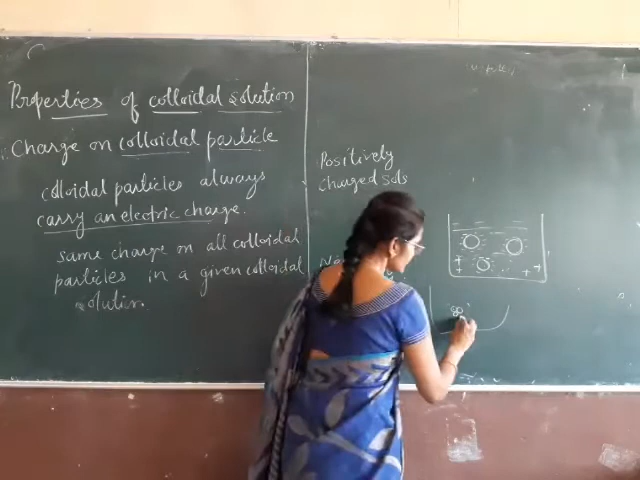 Properties of colloidal solution
Charge on colloidal particle
colloidal particles always
carry an electric charge.
same charge on all colloidal
particles in a given colloidal
solution.
Positively
Charged Sols